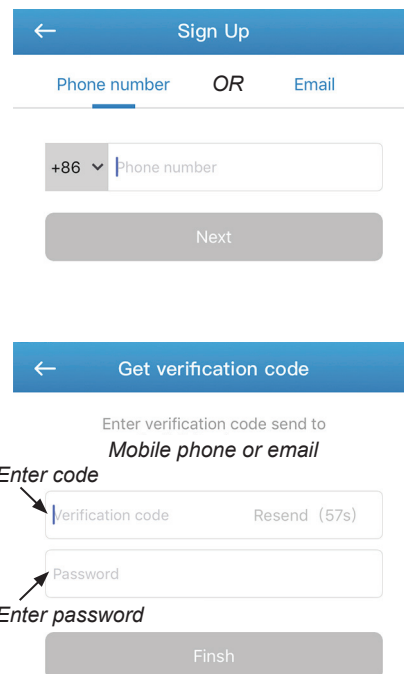 Sign Up
Phone number OR Email
+86 Phone number
Next
Get verification code
Enter verification code send to
Mobile phone or email
Enter code
Verification code Resend (57s)
Password
Enter password
Finsh